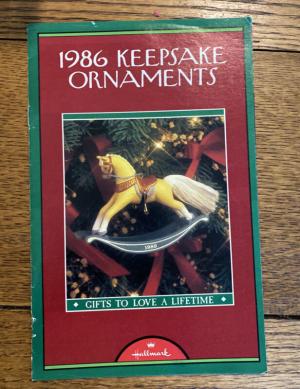 1986 KEEPSAKE
ORNAMENTS
1986
GIFTS TO LOVE A LIFETIME
Hallmark